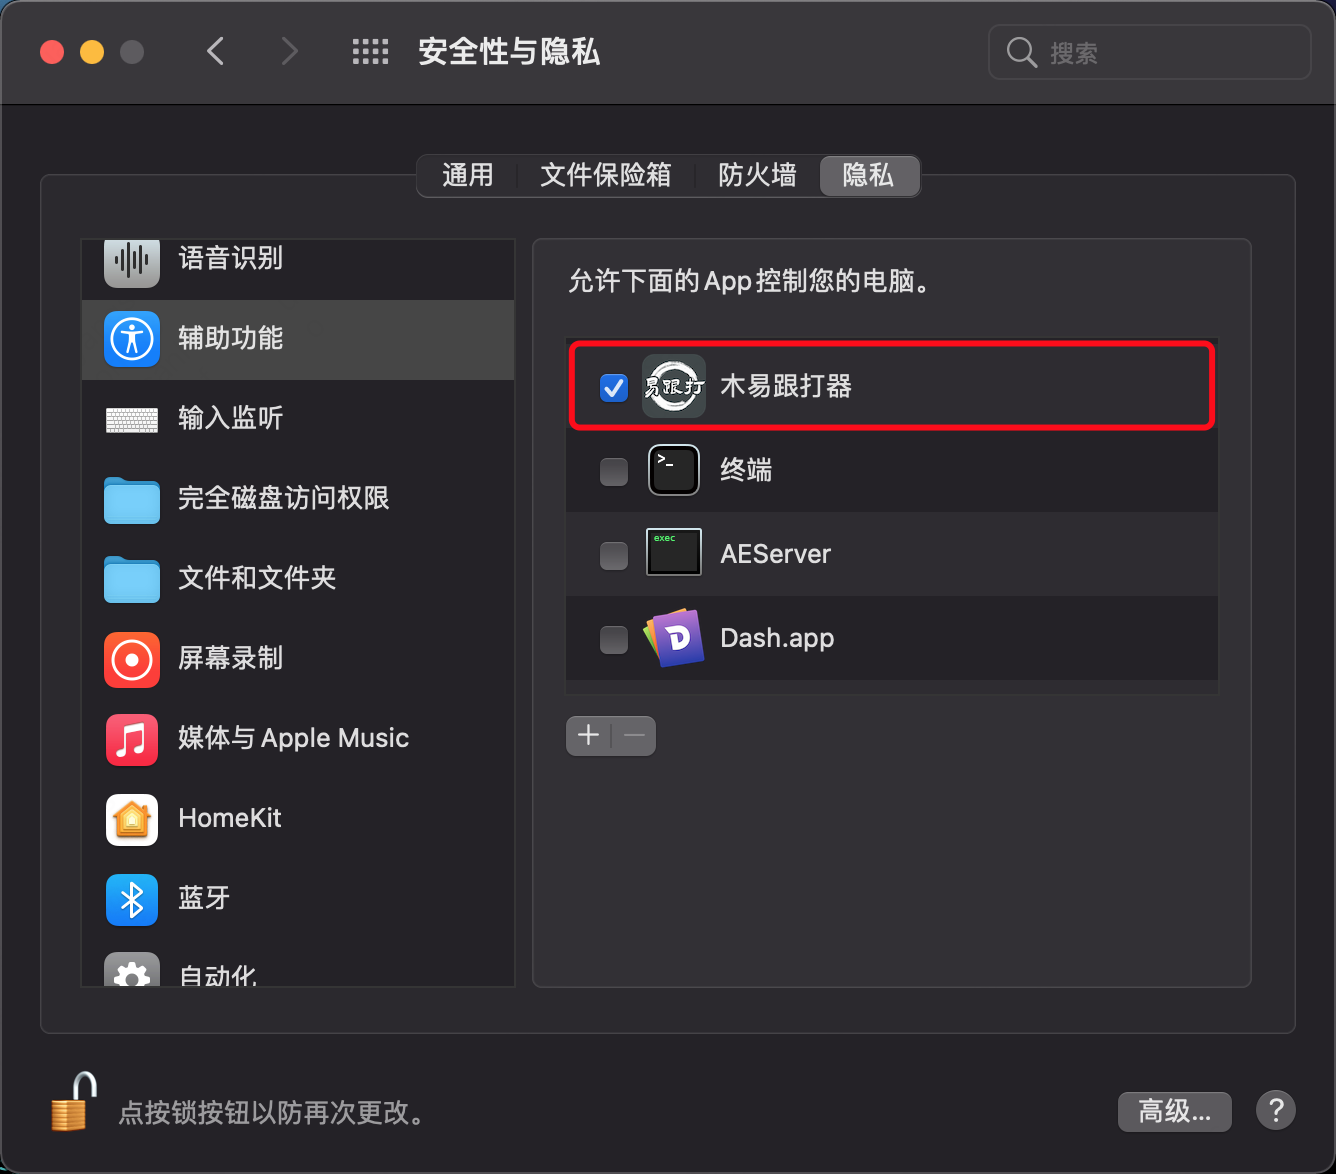 安全性与隐私
搜索
通用
文件保险箱
防火墙
隐私
语音识别
辅助功能
输入监听
完全磁盘访问权限
文件和文件夹
屏幕录制
媒体与 Apple Music
HomeKit
蓝牙
自动化
允许下面的App控制您的电脑。
易跟打
木易跟打器
>_
终端
exec
AEServer
D
Dash.app
点按锁按钮以防再次更改。
高级...
?